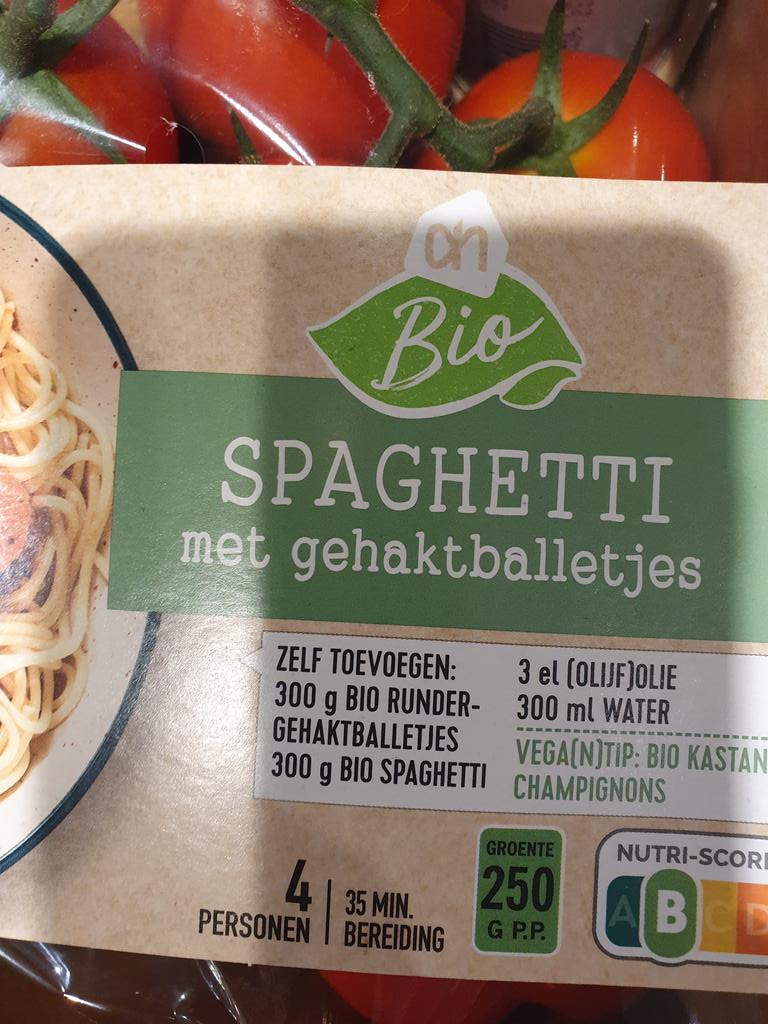 ah
Bio
SPAGHETTI
met gehaktballetjes
ZELF TOEVOEGEN:
300 g BIO RUNDER-
GEHAKTBALLETJES
300 g BIO SPAGHETTI
3 el (OLIJF)OLIE
300 ml WATER
VEGA(N)TIP: BIO KASTAN
CHAMPIGNONS
4
PERSONEN
35 MIN.
BEREIDING
GROENTE
250
G P.P.
NUTRI-SCORE
A B C D